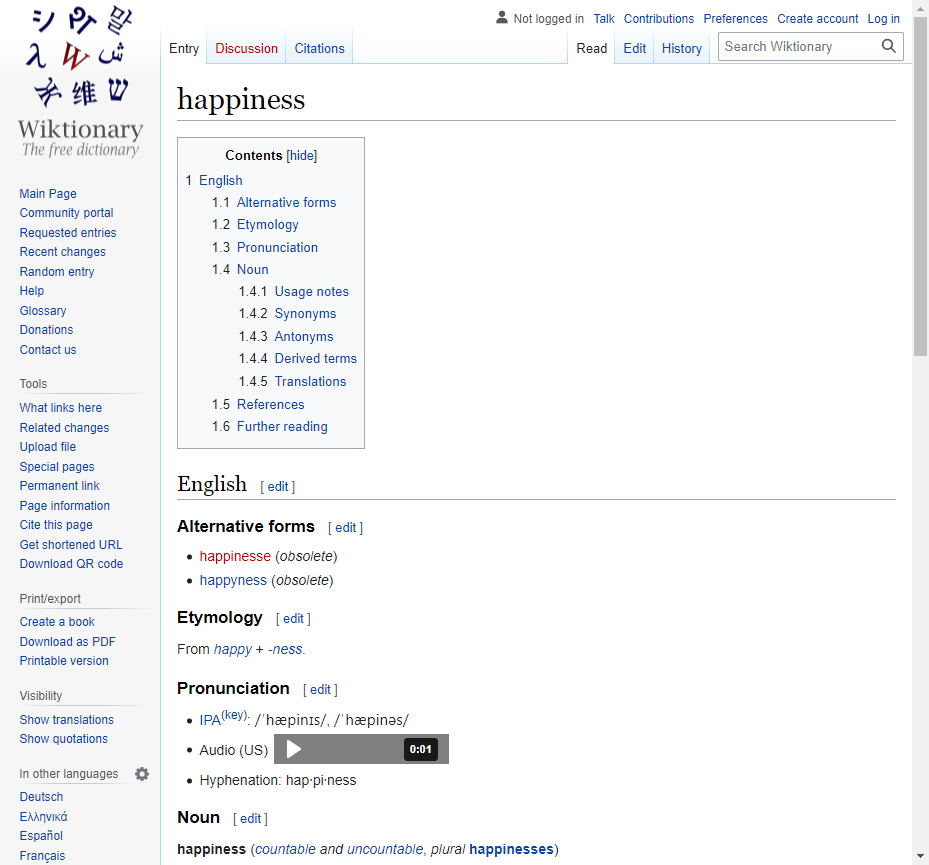 Not logged in Talk Contributions Preferences Create account Log in
Entry Discussion Citations Read Edit History Search Wiktionary
シ Պ 말
λ W ش
维 ש
Wiktionary
The free dictionary
Main Page
Community portal
Requested entries
Recent changes
Random entry
Help
Glossary
Donations
Contact us
Tools
What links here
Related changes
Upload file
Special pages
Permanent link
Page information
Cite this page
Get shortened URL
Download QR code
Print/export
Create a book
Download as PDF
Printable version
Visibility
Show translations
Show quotations
In other languages
Deutsch
Ελληνικά
Español
Français
happiness
Contents [hide]
1 English
1.1 Alternative forms
1.2 Etymology
1.3 Pronunciation
1.4 Noun
1.4.1 Usage notes
1.4.2 Synonyms
1.4.3 Antonyms
1.4.4 Derived terms
1.4.5 Translations
1.5 References
1.6 Further reading
English [ edit ]
Alternative forms [ edit ]
• happinesse (obsolete)
• happyness (obsolete)
Etymology [ edit ]
From happy + -ness.
Pronunciation [ edit ]
• IPA(key): /ˈhæpinɪs/, /ˈhæpinəs/
• Audio (US) 0:01
• Hyphenation: hap·pi·ness
Noun [ edit ]
happiness (countable and uncountable, plural happinesses)